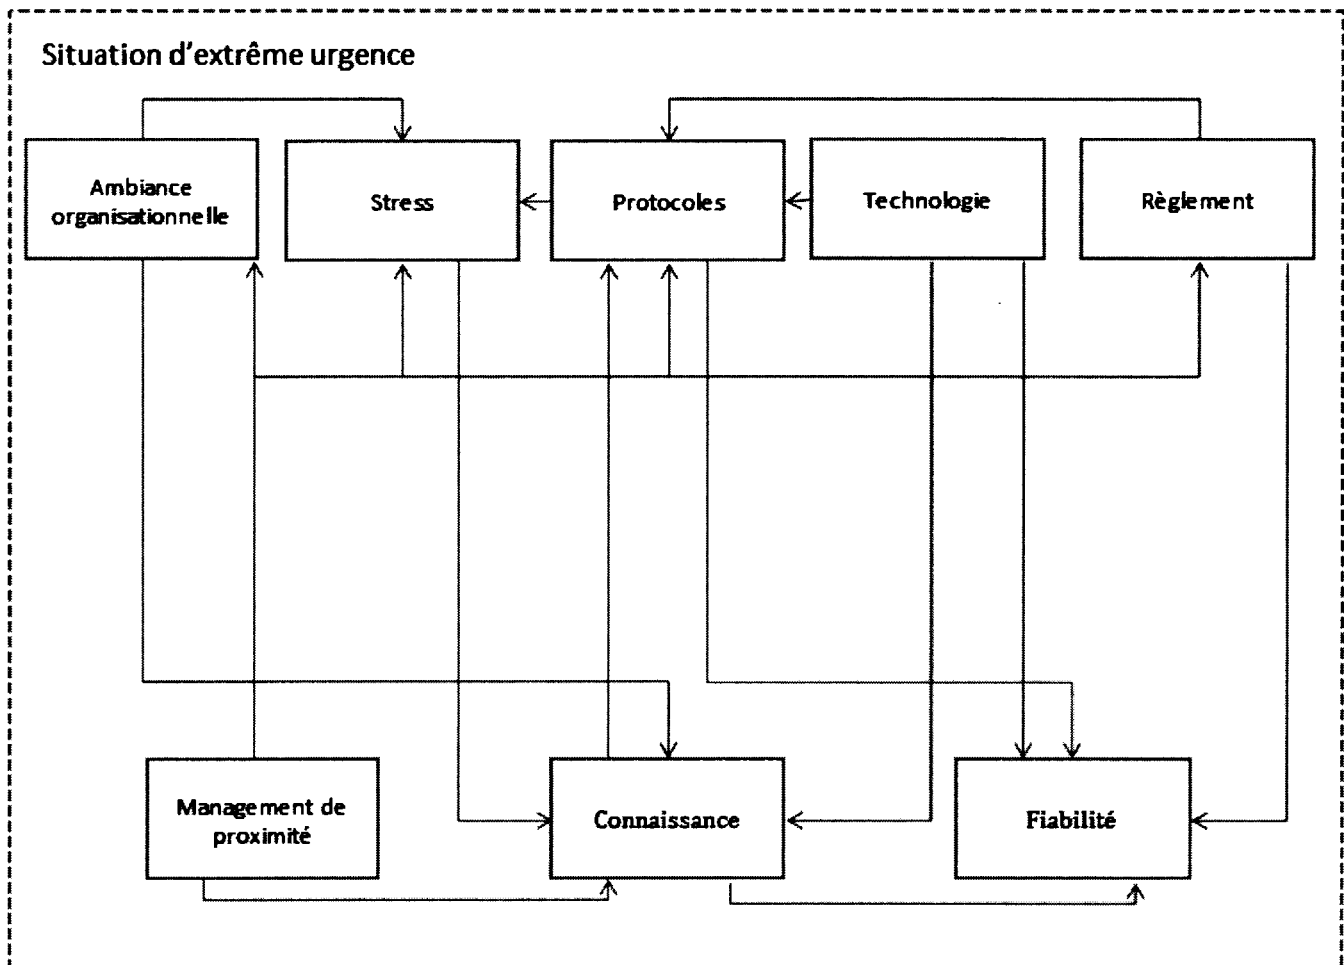 Situation d'extrême urgence
Ambiance
organisationnelle
Stress
Protocoles
Technologie
Règlement
Management de
proximité
Connaissance
Fiabilité